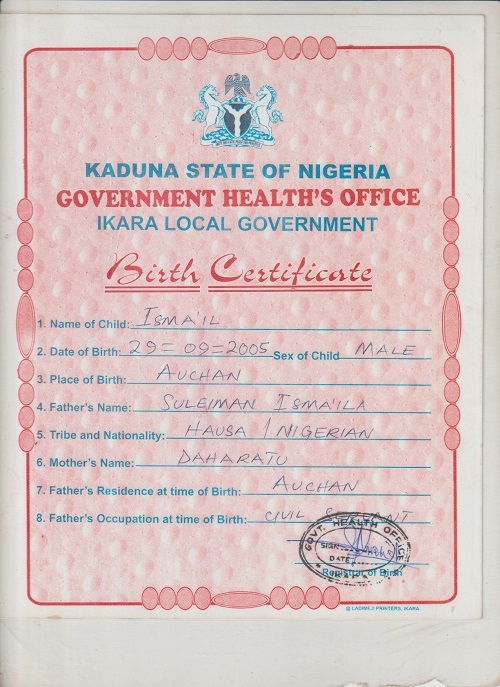 KADUNA STATE OF NIGERIA
GOVERNMENT HEALTH'S OFFICE
IKARA LOCAL GOVERNMENT
Birth Certificate
1. Name of Child: ISMA'IL
2. Date of Birth: 29=09=2005 Sex of Child MALE
3. Place of Birth: AUCHAN
4. Father's Name: SULEIMAN ISMA'ILA
5. Tribe and Nationality: HAUSA / NIGERIAN
6. Mother's Name: DAHARATU
7. Father's Residence at time of Birth: AUCHAN
8. Father's Occupation at time of Birth: CIVIL SERVANT
GOVT. HEALTH OFFICE
SIGN
DATE
IKARA
Registrar of Birth
@ LADIMEJI PRINTERS, IKARA.